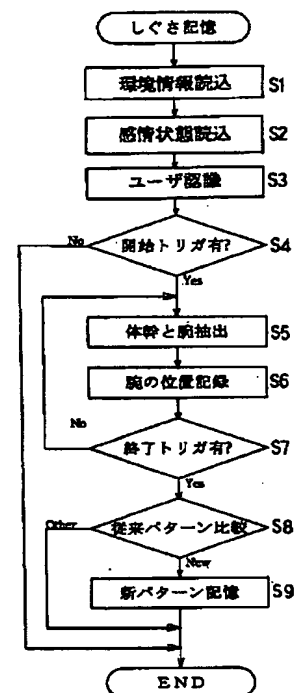 しぐさ記憶
環境情報読込 S1
感情状態読込 S2
ユーザ認識 S3
No 開始トリガ有? S4
Yes
体幹と腕抽出 S5
腕の位置記録 S6
No
終了トリガ有? S7
Yes
Other 従来パターン比較 S8
New
新パターン記憶 S9
END